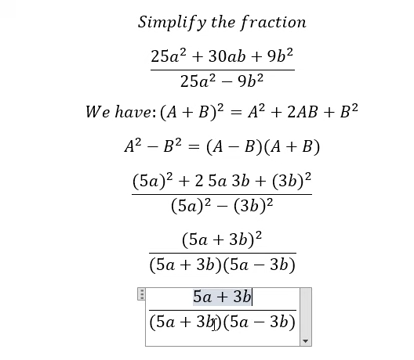 Simplify the fraction
25a² + 30ab + 9b²
25a² − 9b²
We have: (A + B)² = A² + 2AB + B²
A² − B² = (A − B)(A + B)
(5a)² + 2 5a 3b + (3b)²
(5a)² − (3b)²
(5a + 3b)²
(5a + 3b)(5a − 3b)
5a + 3b
(5a + 3b)(5a − 3b)